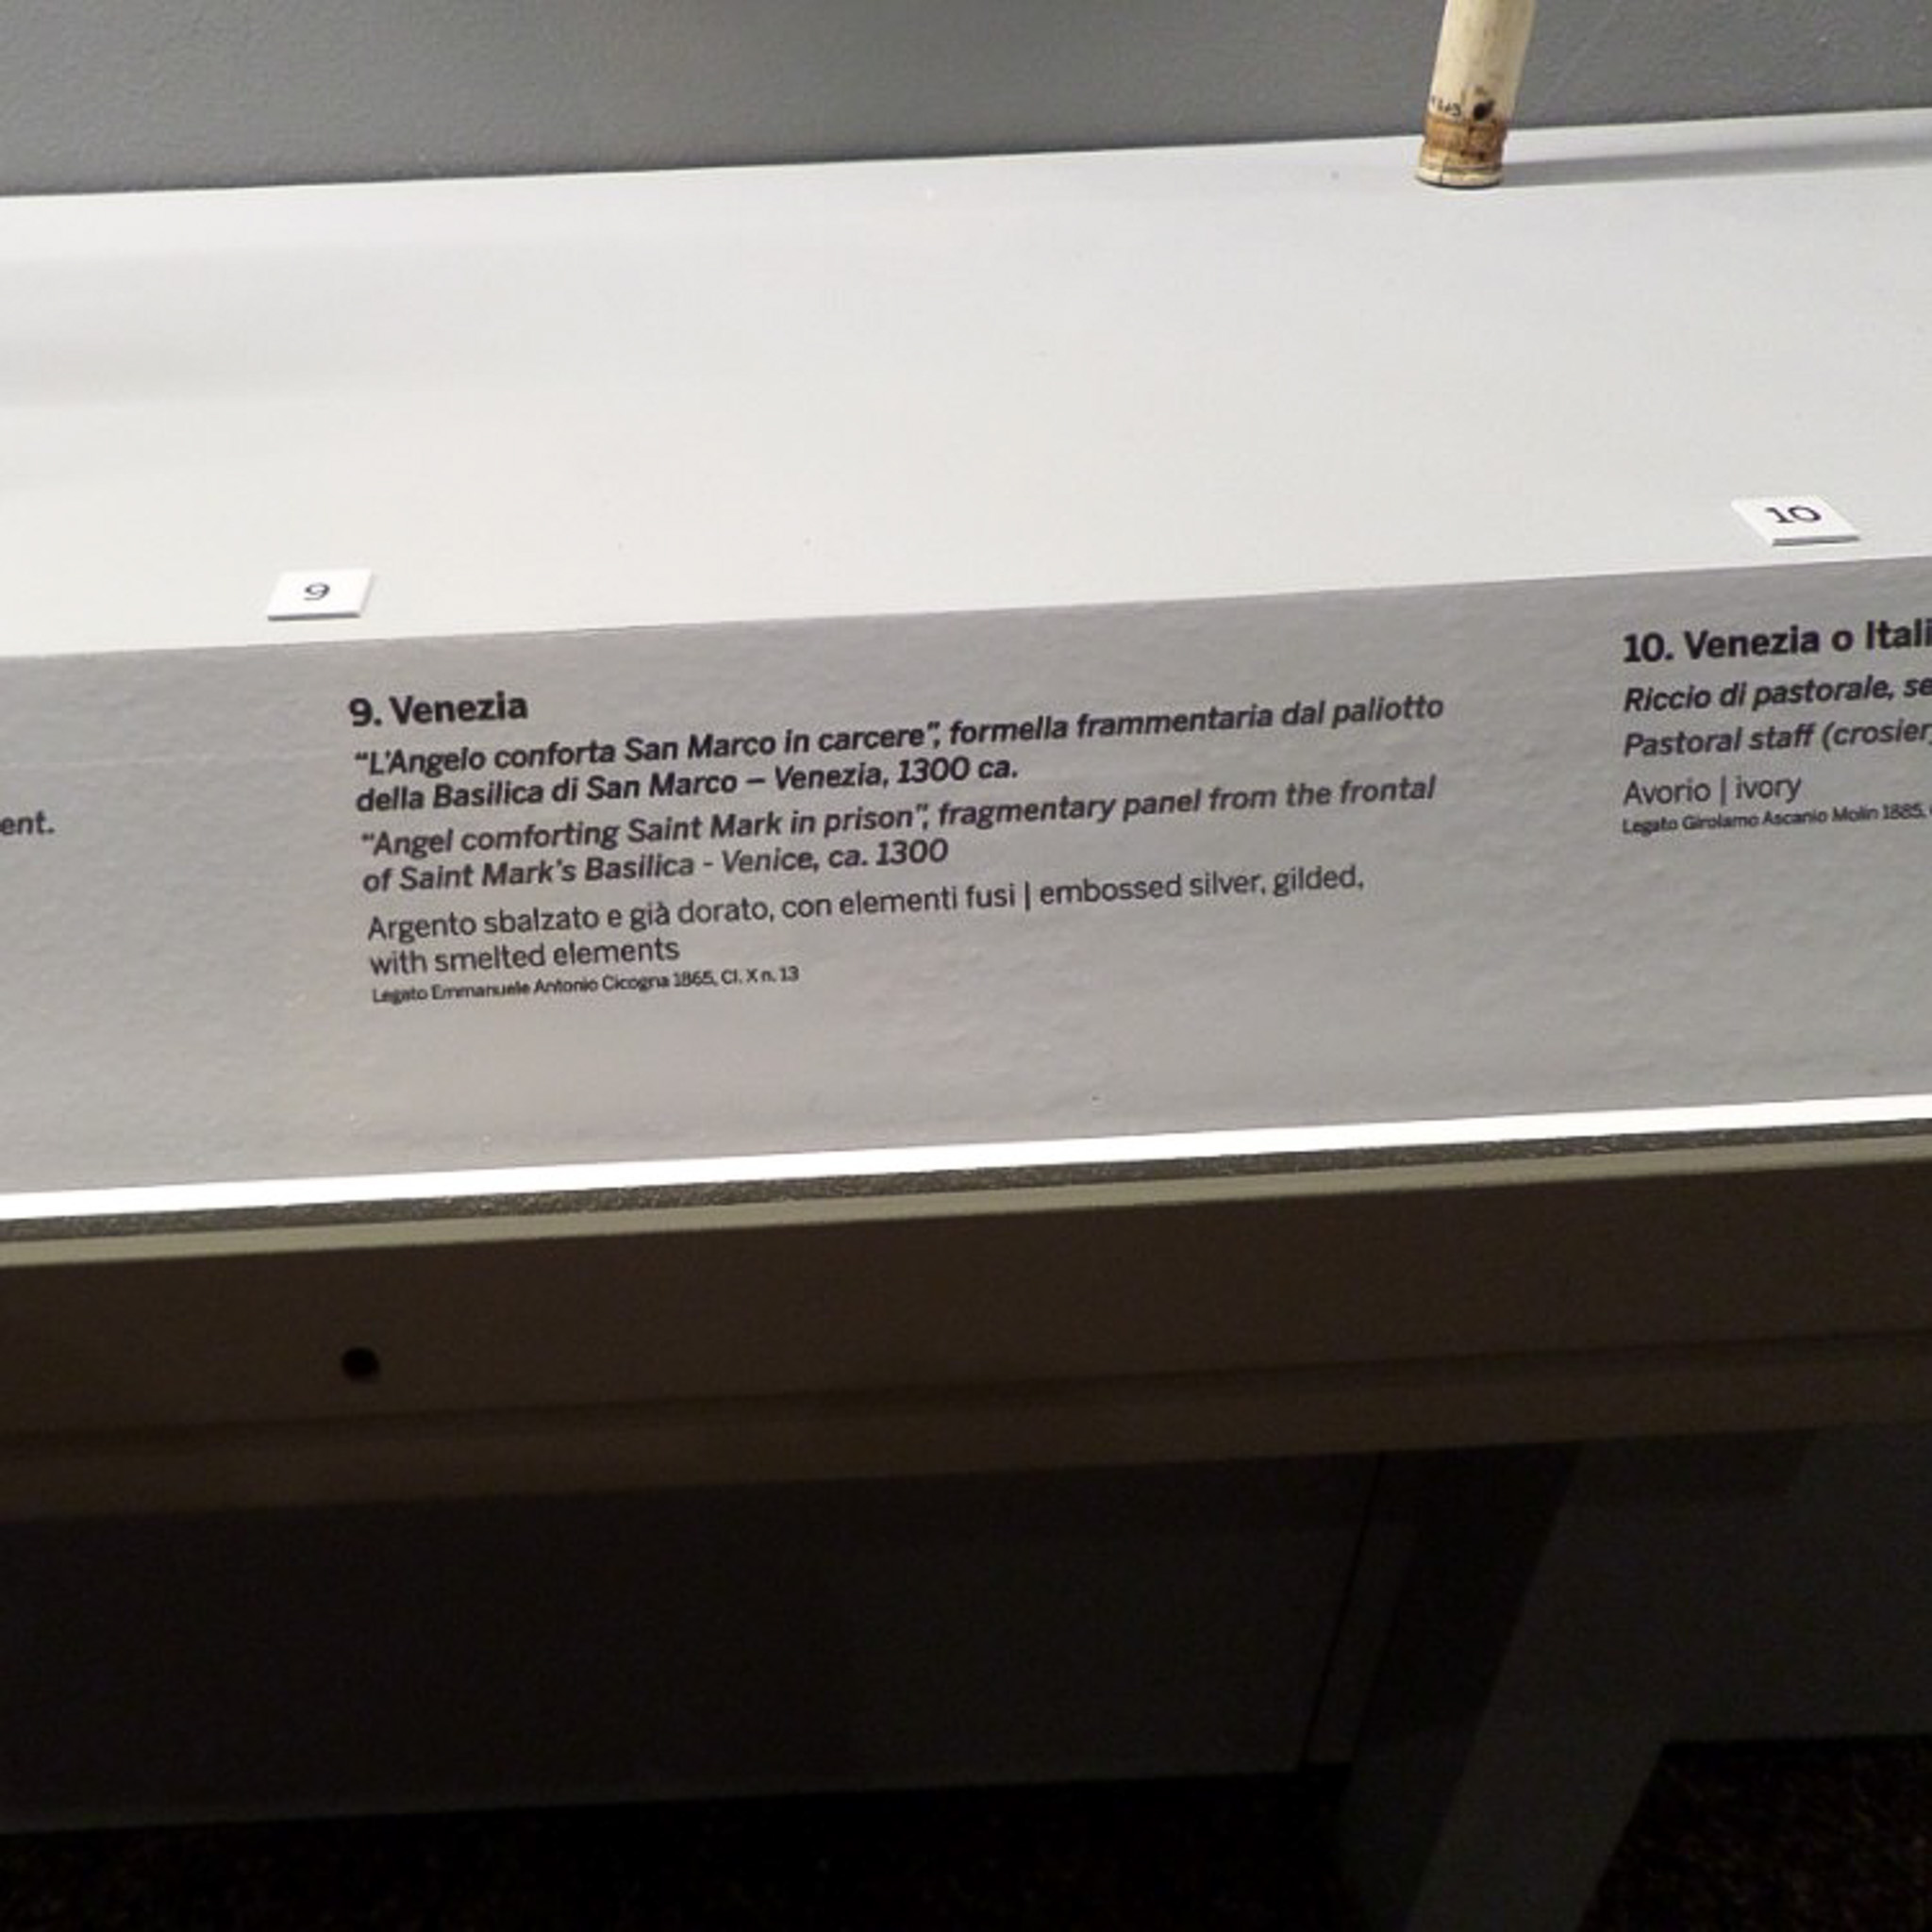 9
10
ent.
9. Venezia
“L’Angelo conforta San Marco in carcere”, formella frammentaria dal paliotto
della Basilica di San Marco – Venezia, 1300 ca.
“Angel comforting Saint Mark in prison”, fragmentary panel from the frontal
of Saint Mark’s Basilica - Venice, ca. 1300
Argento sbalzato e già dorato, con elementi fusi | embossed silver, gilded,
with smelted elements
Legato Emmanuele Antonio Cicogna 1865, Cl. X n. 13
10. Venezia o Itali
Riccio di pastorale, se
Pastoral staff (crosier
Avorio | ivory
Legato Girolamo Ascanio Molin 1885,